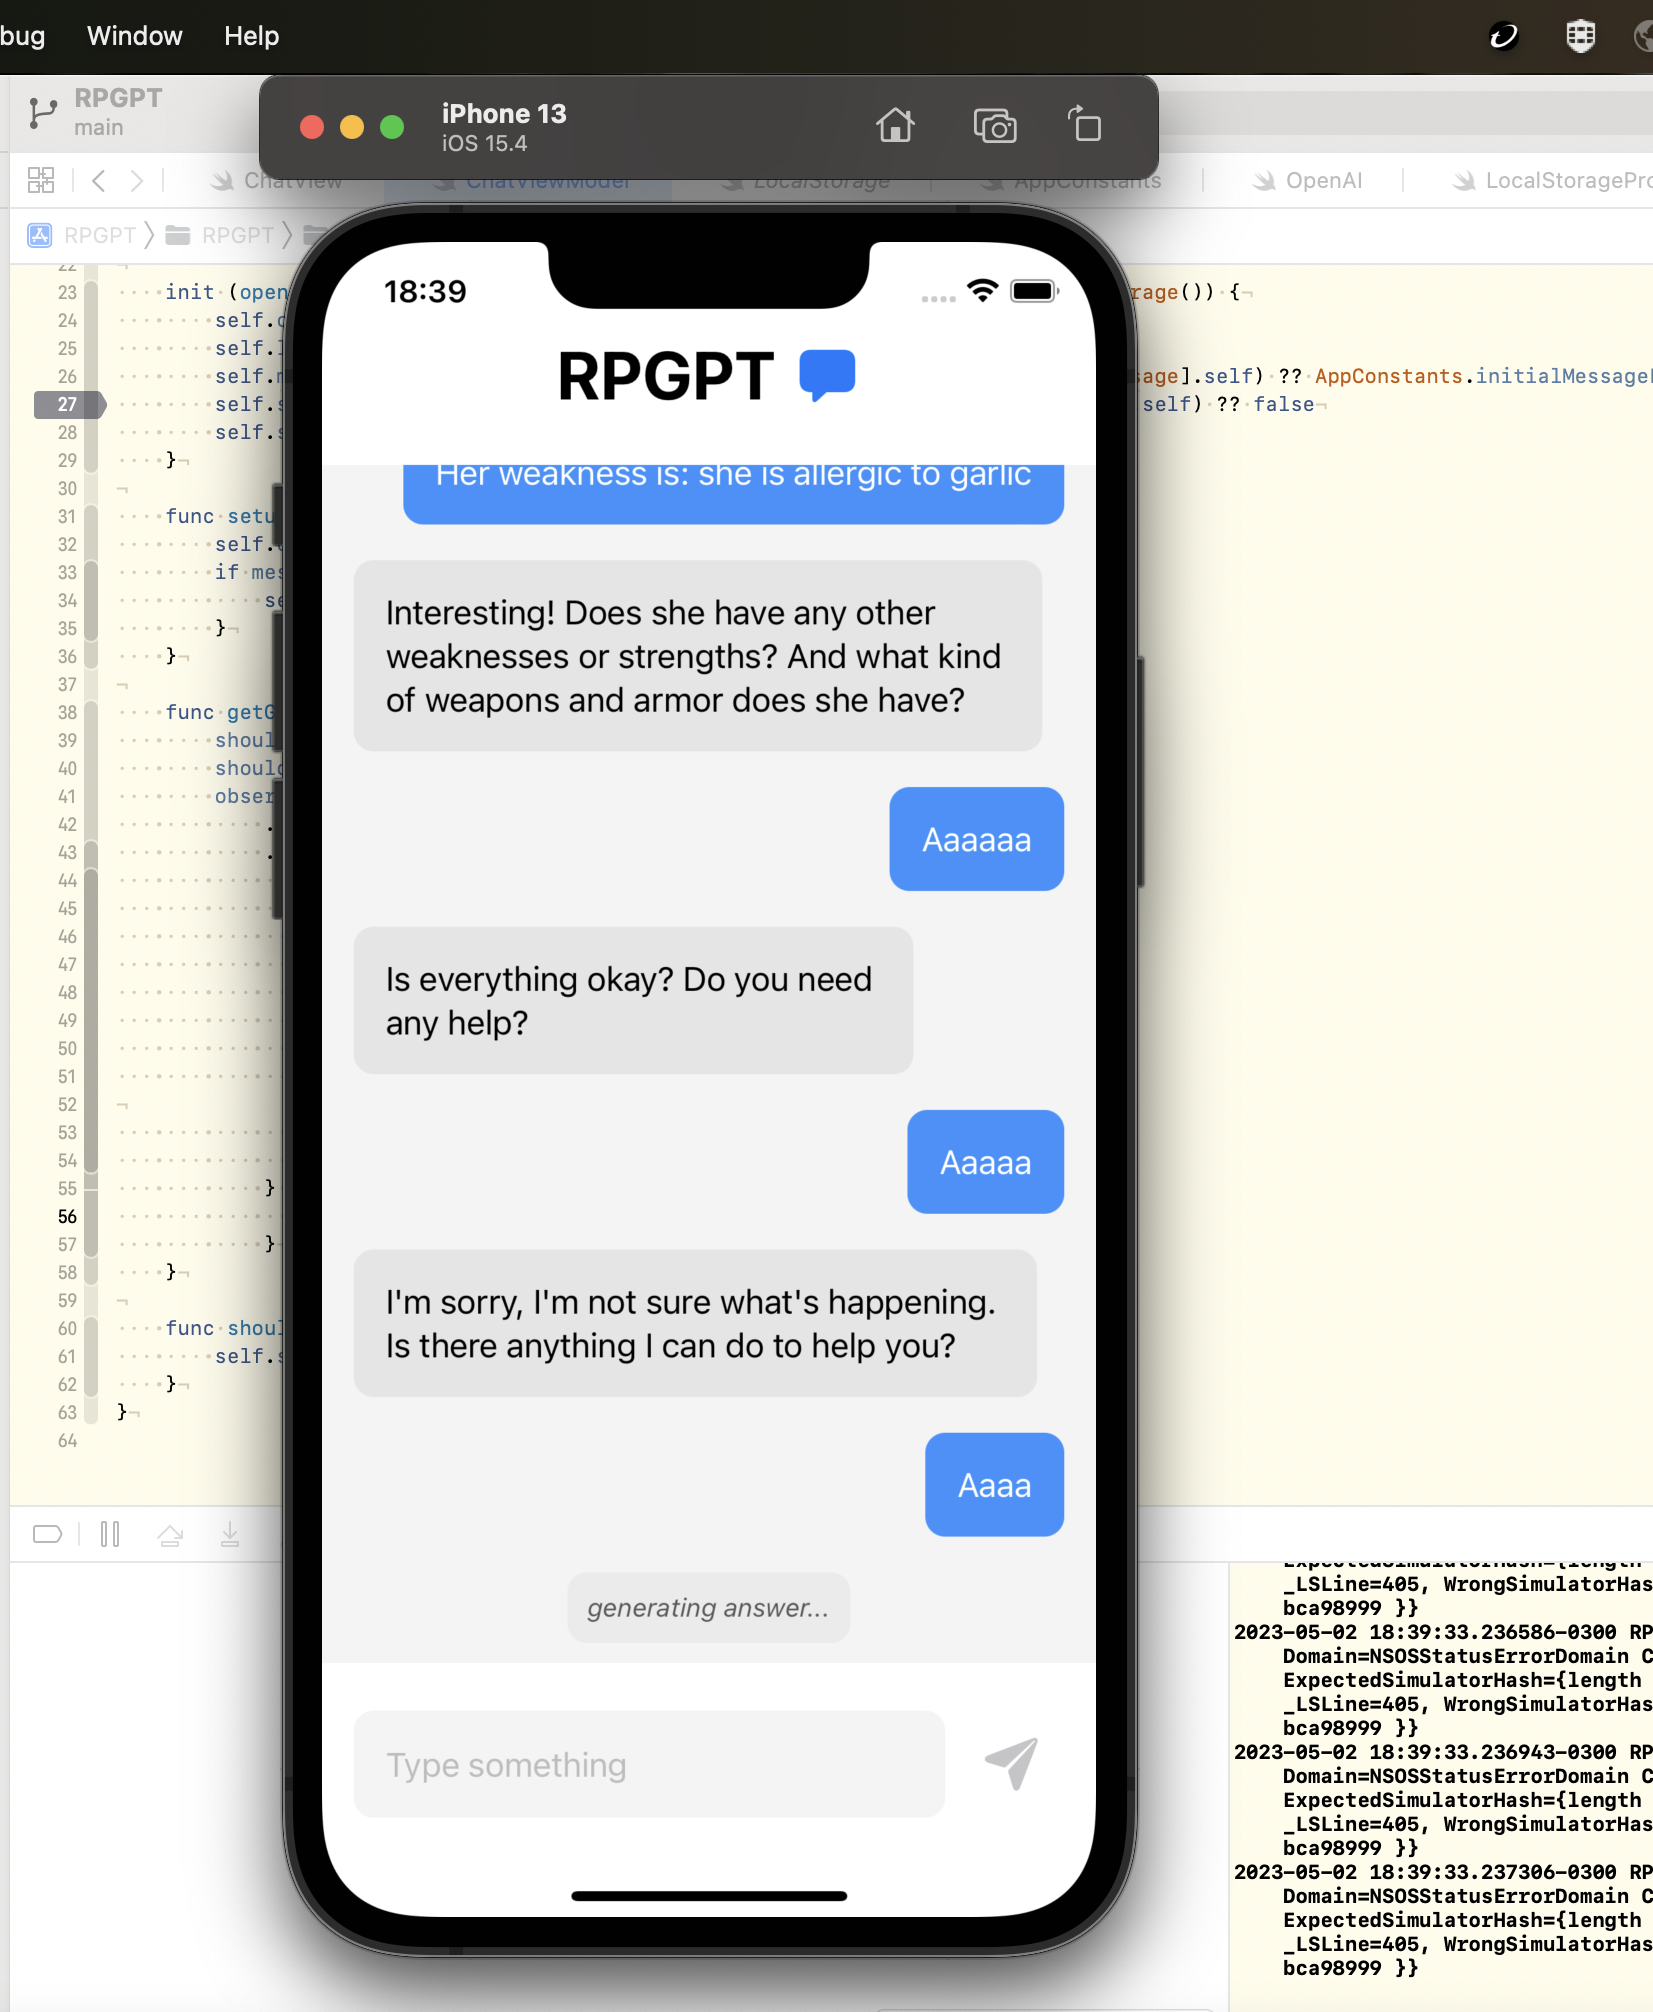 bug Window Help
RPGPT
main
iPhone 13
iOS 15.4
ChatView ChatViewModel LocalStorage AppConstants OpenAI
RPGPT RPGPT
22
23 init (open rage()) {
24 self.
25 self.
26 self. sage].self) ?? AppConstants.initialMessage
27 self. self) ?? false
28 self.
29 }
30
31 func setu
32 self.
33 if mes
34 se
35 }
36 }
37
38 func getG
39 shoul
40 should
41 obser
42 .
43 .
44
45
46
47
48
49
50
51
52
53
54
55 }
56
57 }
58 }
59
60 func shoul
61 self.
62 }
63 }
64
18:39
RPGPT
Her weakness is: she is allergic to garlic
Interesting! Does she have any other
weaknesses or strengths? And what kind
of weapons and armor does she have?
Aaaaaa
Is everything okay? Do you need
any help?
Aaaaa
I'm sorry, I'm not sure what's happening.
Is there anything I can do to help you?
Aaaa
generating answer...
Type something
ExpectedSimulatorHash={length
_LSLine=405, WrongSimulatorHas
bca98999 }}
2023-05-02 18:39:33.236586-0300 RP
Domain=NSOSStatusErrorDomain C
ExpectedSimulatorHash={length
_LSLine=405, WrongSimulatorHas
bca98999 }}
2023-05-02 18:39:33.236943-0300 RP
Domain=NSOSStatusErrorDomain C
ExpectedSimulatorHash={length
_LSLine=405, WrongSimulatorHas
bca98999 }}
2023-05-02 18:39:33.237306-0300 RP
Domain=NSOSStatusErrorDomain C
ExpectedSimulatorHash={length
_LSLine=405, WrongSimulatorHas
bca98999 }}